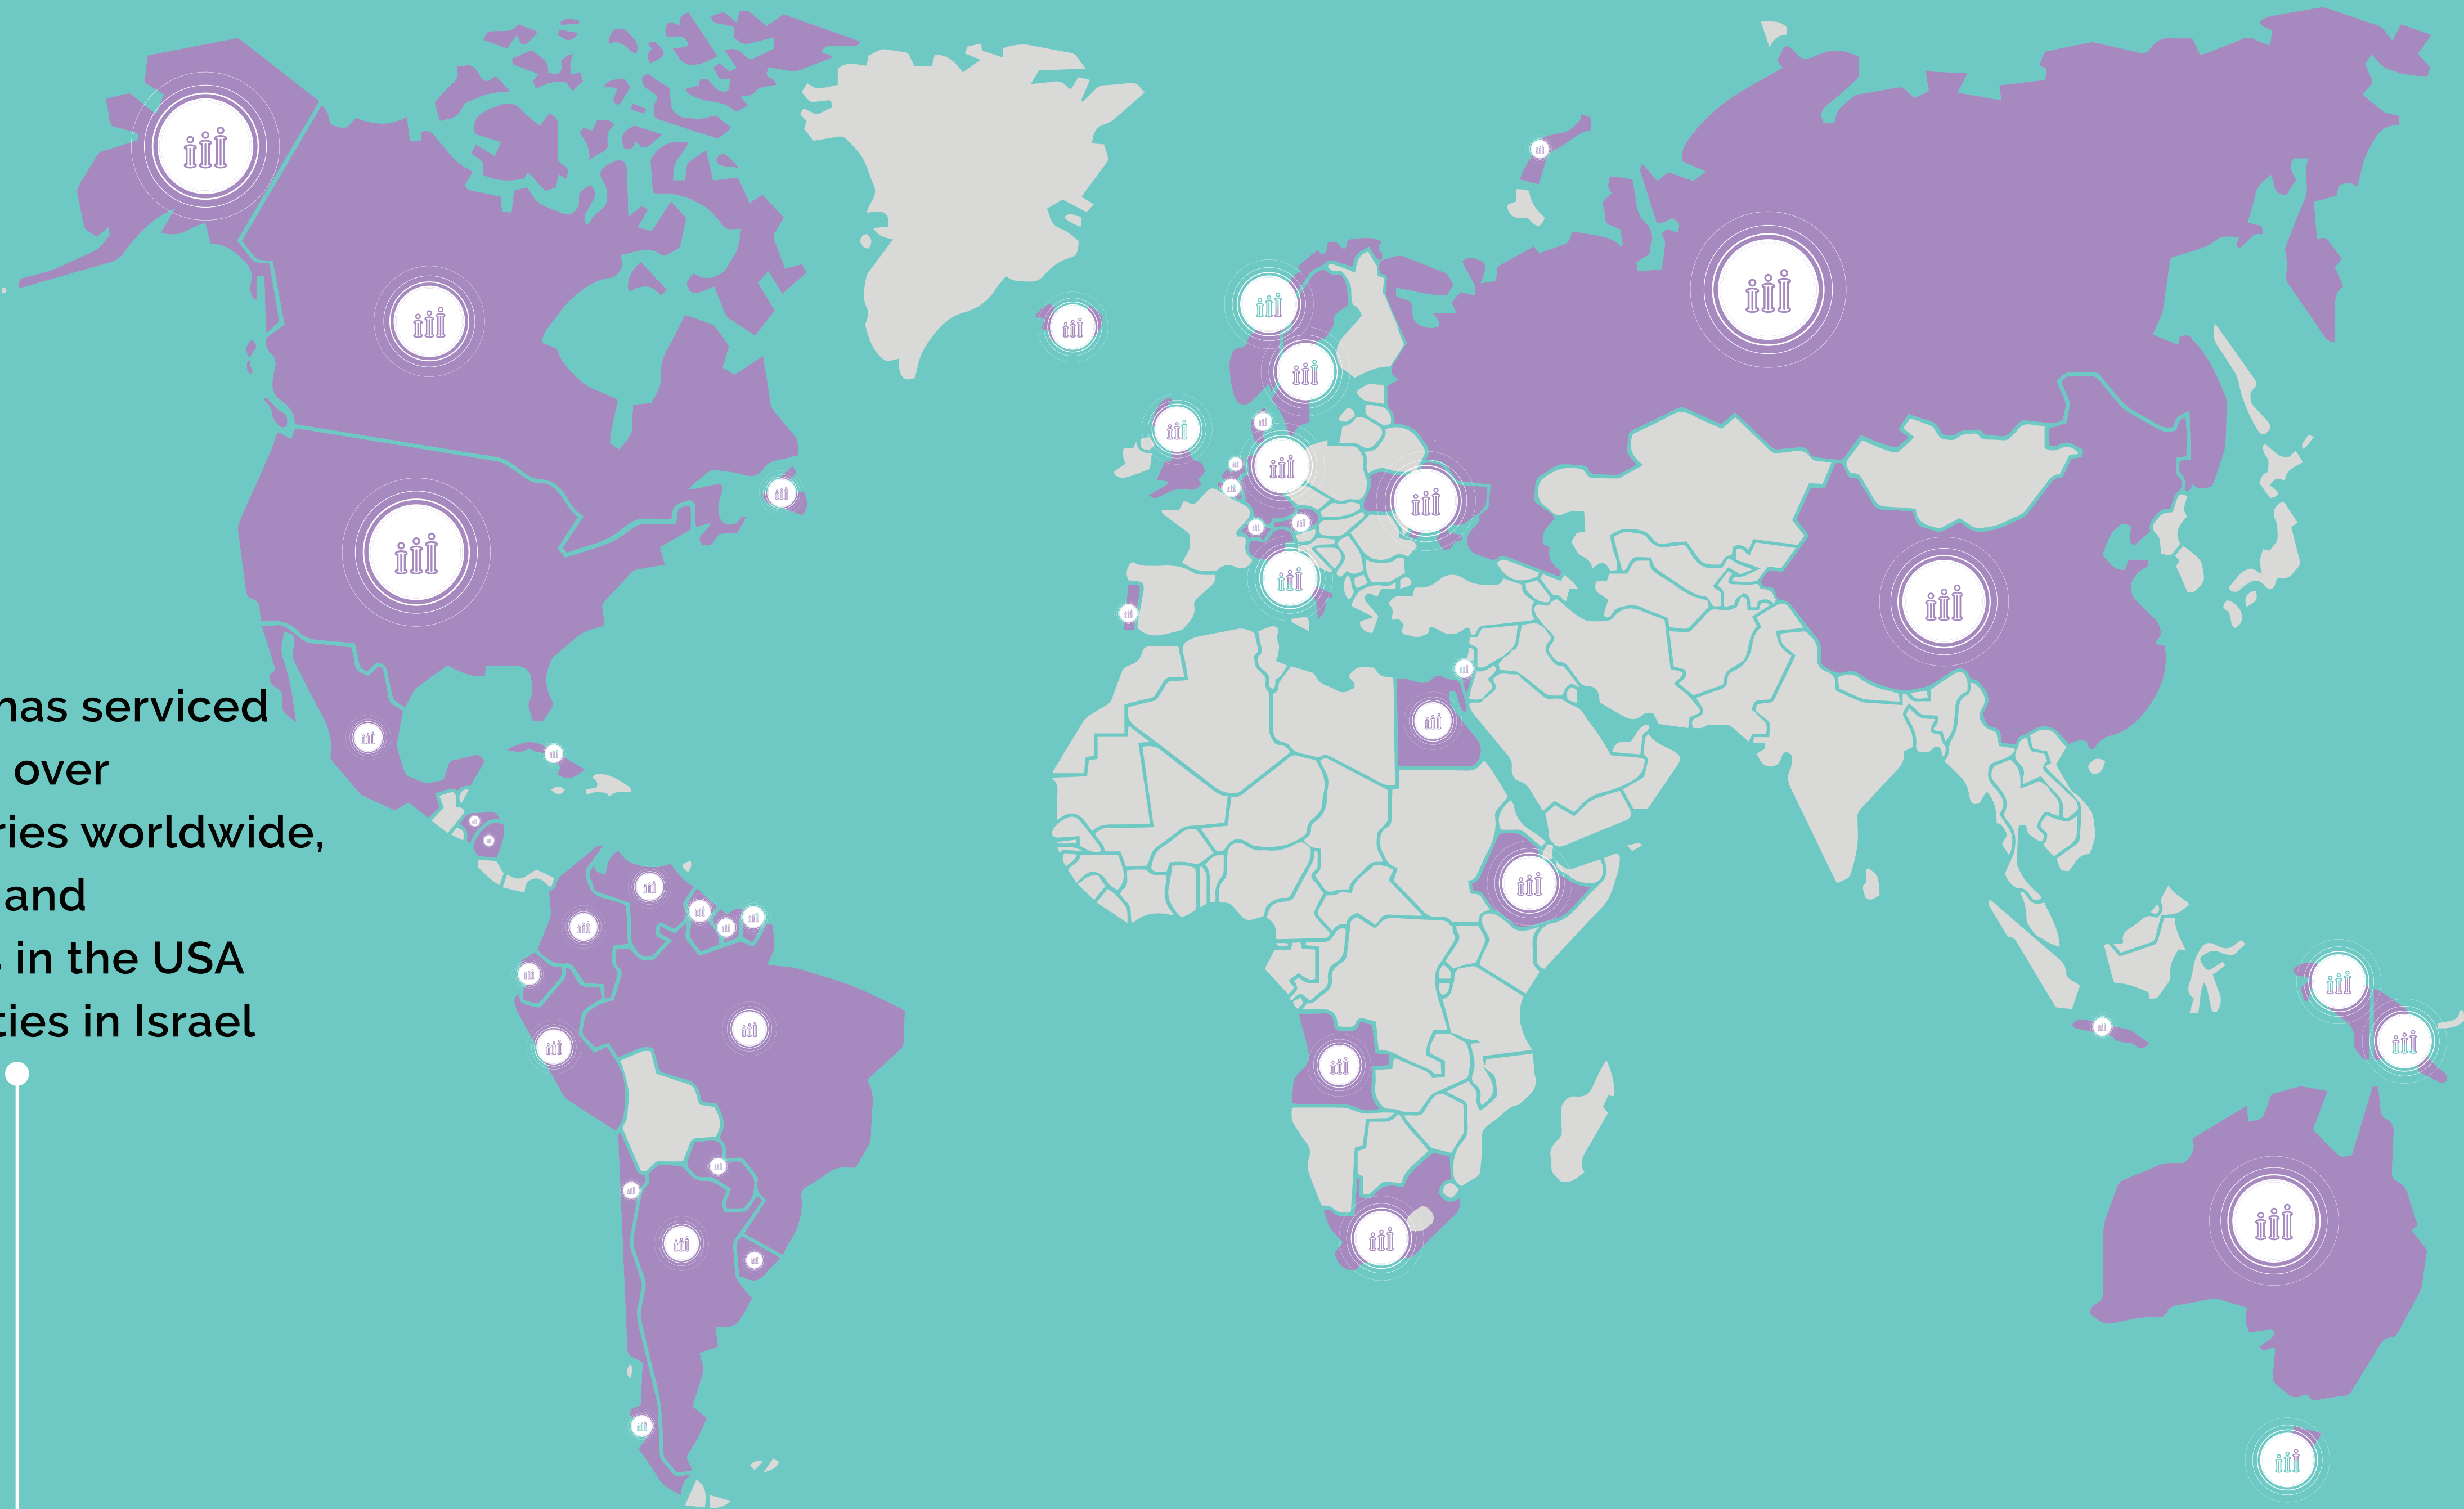 has serviced
over
ries worldwide,
and
s in the USA
ties in Israel